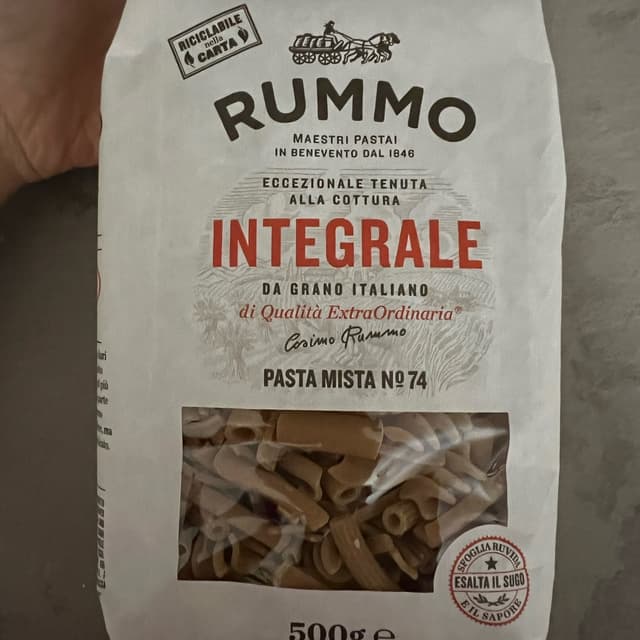 RICICLABILE
nella
CARTA
RUMMO
MAESTRI PASTAI
IN BENEVENTO DAL 1846
ECCEZIONALE TENUTA
ALLA COTTURA
INTEGRALE
DA GRANO ITALIANO
di Qualità ExtraOrdinaria®
Cosimo Rummo
PASTA MISTA Nº 74
SFOGLIA RUVIDA
ESALTA IL SUGO
E IL SAPORE
500g e